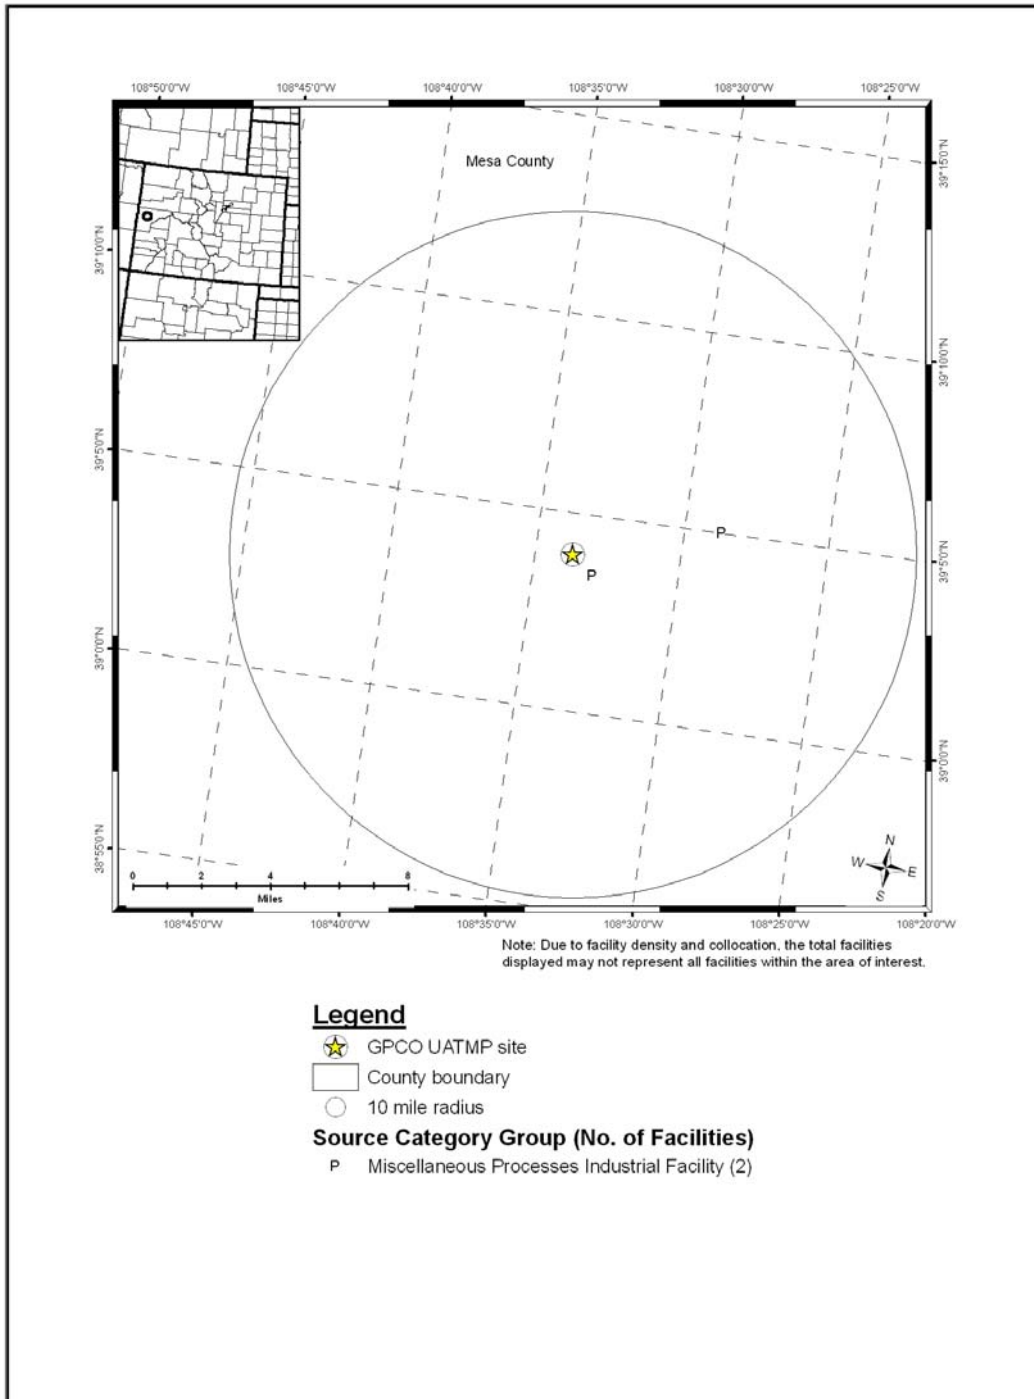 108°50'0"W 108°45'0"W 108°40'0"W 108°35'0"W 108°30'0"W 108°25'0"W
Mesa County
39°15'0"N
39°10'0"N
39°10'0"N
39°5'0"N
P
39°5'0"N
P
39°0'0"N
39°0'0"N
38°55'0"N
N
W E
S
0 2 4 8
Miles
108°45'0"W 108°40'0"W 108°35'0"W 108°30'0"W 108°25'0"W 108°20'0"W
Note: Due to facility density and collocation, the total facilities
displayed may not represent all facilities within the area of interest.
Legend
GPCO UATMP site
County boundary
10 mile radius
Source Category Group (No. of Facilities)
P Miscellaneous Processes Industrial Facility (2)